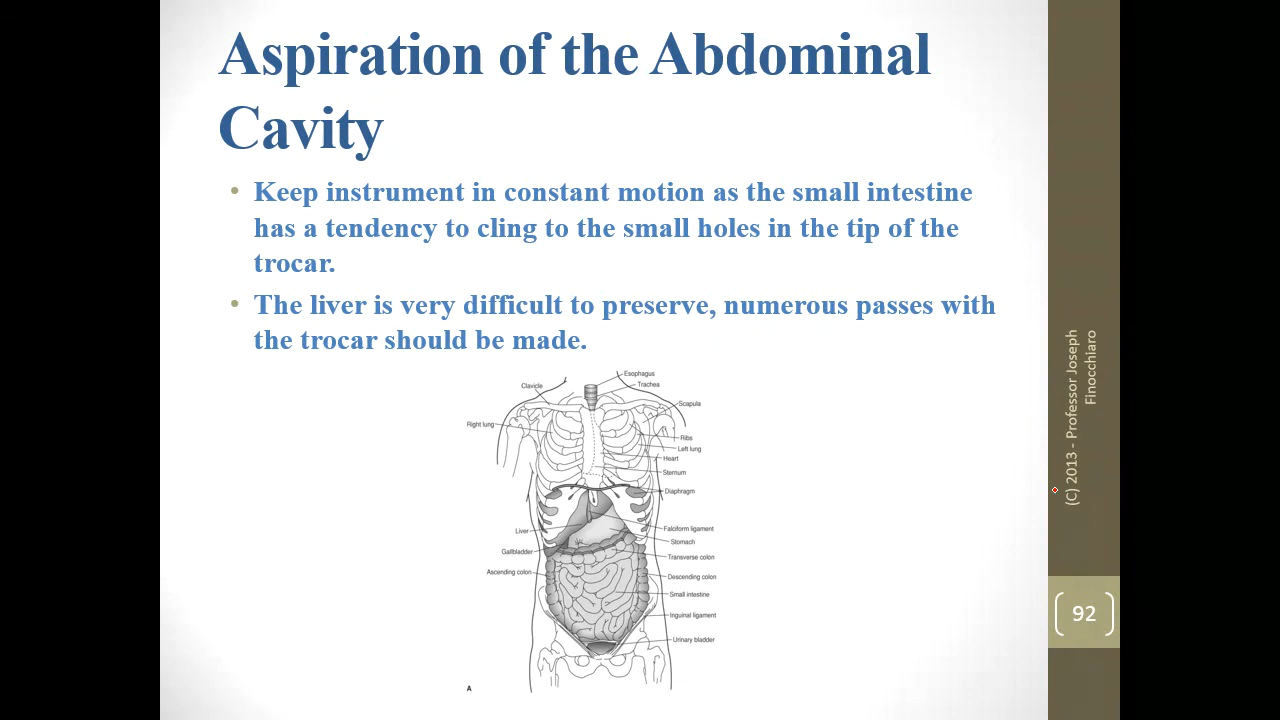 Aspiration of the Abdominal
Cavity
• Keep instrument in constant motion as the small intestine
has a tendency to cling to the small holes in the tip of the
trocar.
• The liver is very difficult to preserve, numerous passes with
the trocar should be made.
Esophagus
Trachea
Clavicle
Scapula
Right lung
Ribs
Left lung
Heart
Sternum
Diaphragm
Liver
Falciform ligament
Stomach
Gallbladder
Transverse colon
Ascending colon
Descending colon
Small intestine
Inguinal ligament
Urinary bladder
A
(C) 2013 - Professor Joseph
Finocchiaro
92